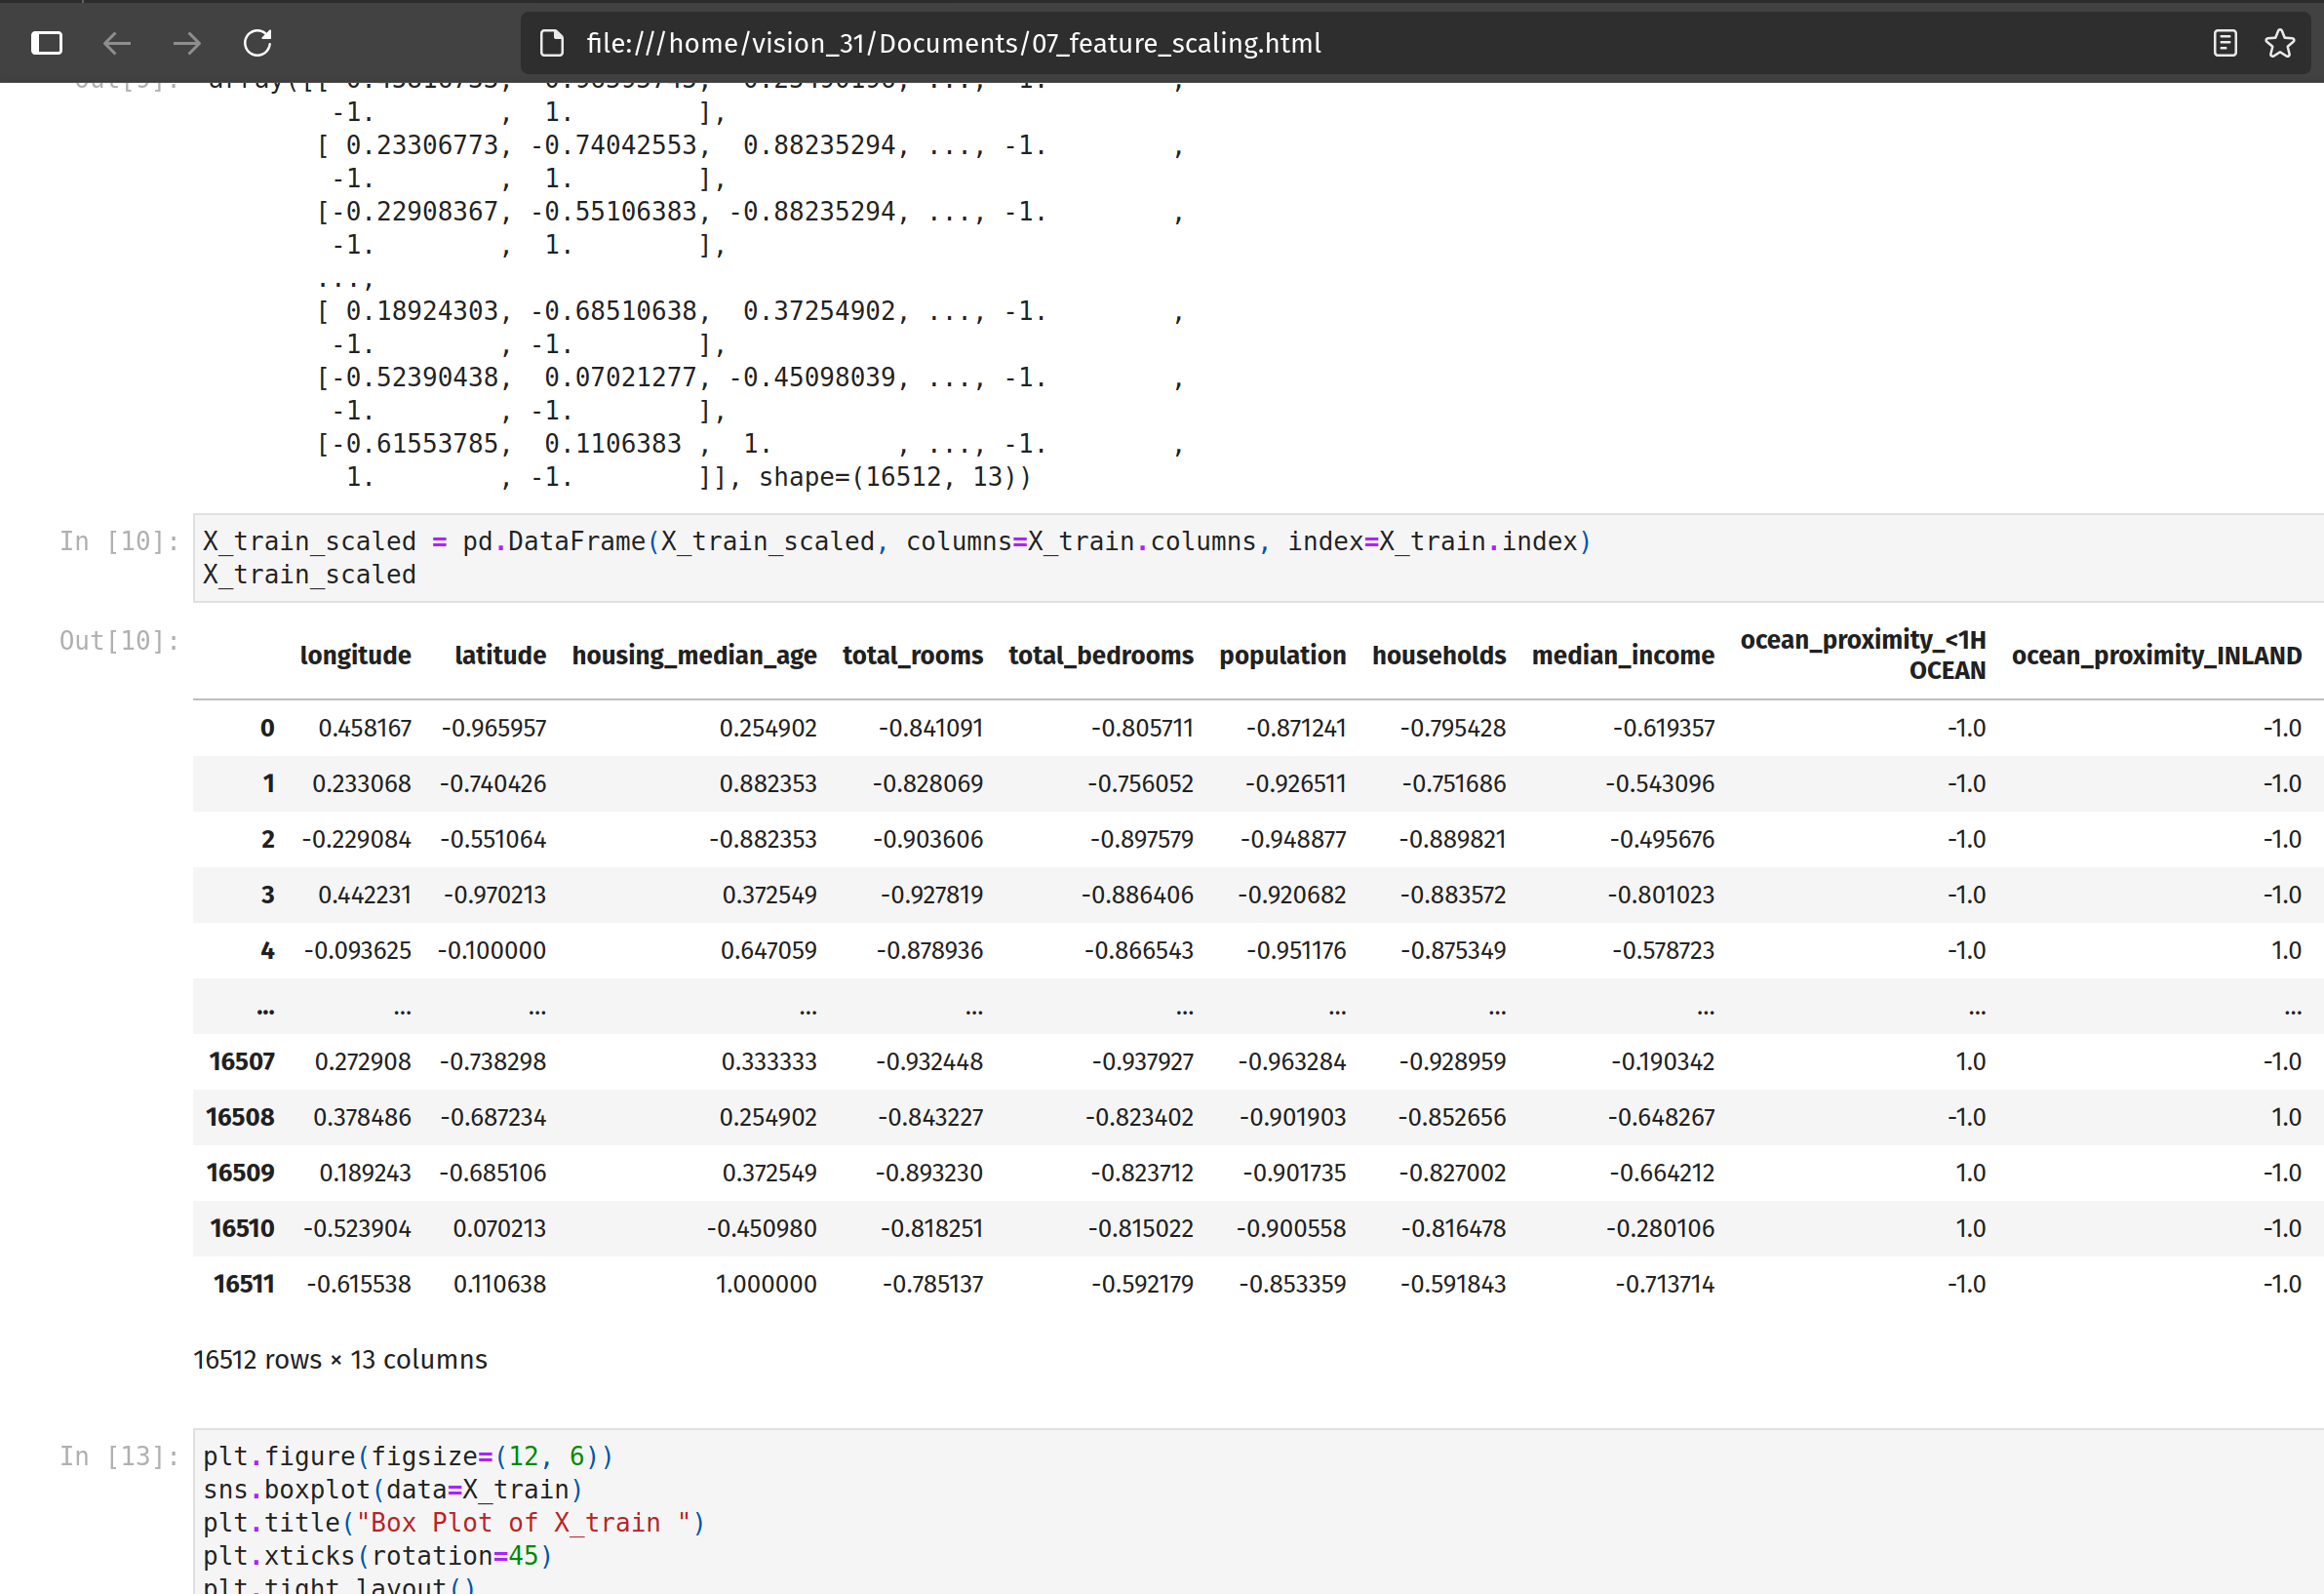 file:///home/vision_31/Documents/07_feature_scaling.html
-1.       ,  1.        ],
[ 0.23306773, -0.74042553,  0.88235294, ..., -1.        ,
-1.        ,  1.        ],
[-0.22908367, -0.55106383, -0.88235294, ..., -1.        ,
-1.        ,  1.        ],
...,
[ 0.18924303, -0.68510638,  0.37254902, ..., -1.        ,
-1.        , -1.        ],
[-0.52390438,  0.07021277, -0.45098039, ..., -1.        ,
-1.        , -1.        ],
[-0.61553785,  0.1106383 ,  1.        , ..., -1.        ,
1.        , -1.        ]], shape=(16512, 13))
In [10]: X_train_scaled = pd.DataFrame(X_train_scaled, columns=X_train.columns, index=X_train.index)
X_train_scaled
Out[10]:
longitude latitude housing_median_age total_rooms total_bedrooms population households median_income ocean_proximity_<1H OCEAN ocean_proximity_INLAND
0 0.458167 -0.965957 0.254902 -0.841091 -0.805711 -0.871241 -0.795428 -0.619357 -1.0 -1.0
1 0.233068 -0.740426 0.882353 -0.828069 -0.756052 -0.926511 -0.751686 -0.543096 -1.0 -1.0
2 -0.229084 -0.551064 -0.882353 -0.903606 -0.897579 -0.948877 -0.889821 -0.495676 -1.0 -1.0
3 0.442231 -0.970213 0.372549 -0.927819 -0.886406 -0.920682 -0.883572 -0.801023 -1.0 -1.0
4 -0.093625 -0.100000 0.647059 -0.878936 -0.866543 -0.951176 -0.875349 -0.578723 -1.0 1.0
... ... ... ... ... ... ... ... ... ... ...
16507 0.272908 -0.738298 0.333333 -0.932448 -0.937927 -0.963284 -0.928959 -0.190342 1.0 -1.0
16508 0.378486 -0.687234 0.254902 -0.843227 -0.823402 -0.901903 -0.852656 -0.648267 -1.0 1.0
16509 0.189243 -0.685106 0.372549 -0.893230 -0.823712 -0.901735 -0.827002 -0.664212 1.0 -1.0
16510 -0.523904 0.070213 -0.450980 -0.818251 -0.815022 -0.900558 -0.816478 -0.280106 1.0 -1.0
16511 -0.615538 0.110638 1.000000 -0.785137 -0.592179 -0.853359 -0.591843 -0.713714 -1.0 -1.0
16512 rows × 13 columns
In [13]: plt.figure(figsize=(12, 6))
sns.boxplot(data=X_train)
plt.title("Box Plot of X_train ")
plt.xticks(rotation=45)
plt.tight_layout()